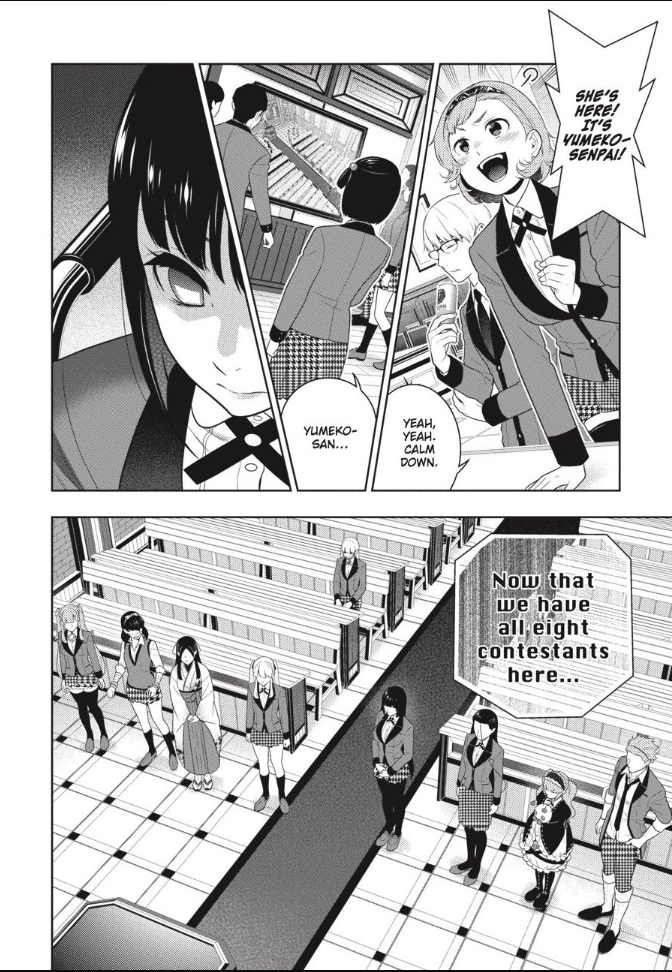 SHE'S
HERE!
IT'S
YUMEKO-
SENPAI!
YEAH,
YEAH.
CALM
DOWN.
YUMEKO-
SAN...
Now that
we have
all eight
contestants
here...